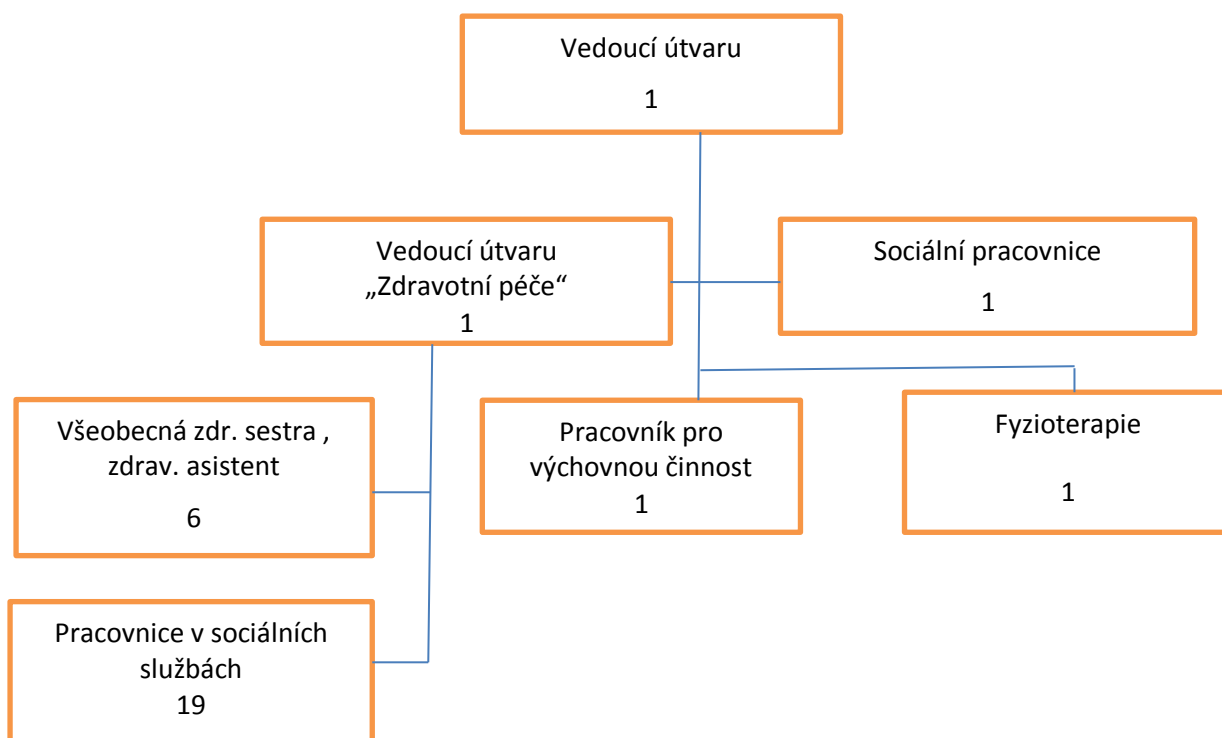 Vedoucí útvaru
1
Vedoucí útvaru
„Zdravotní péče“
1
Sociální pracovnice
1
Všeobecná zdr. sestra ,
zdrav. asistent
6
Pracovník pro
výchovnou činnost
1
Fyzioterapie
1
Pracovnice v sociálních
službách
19